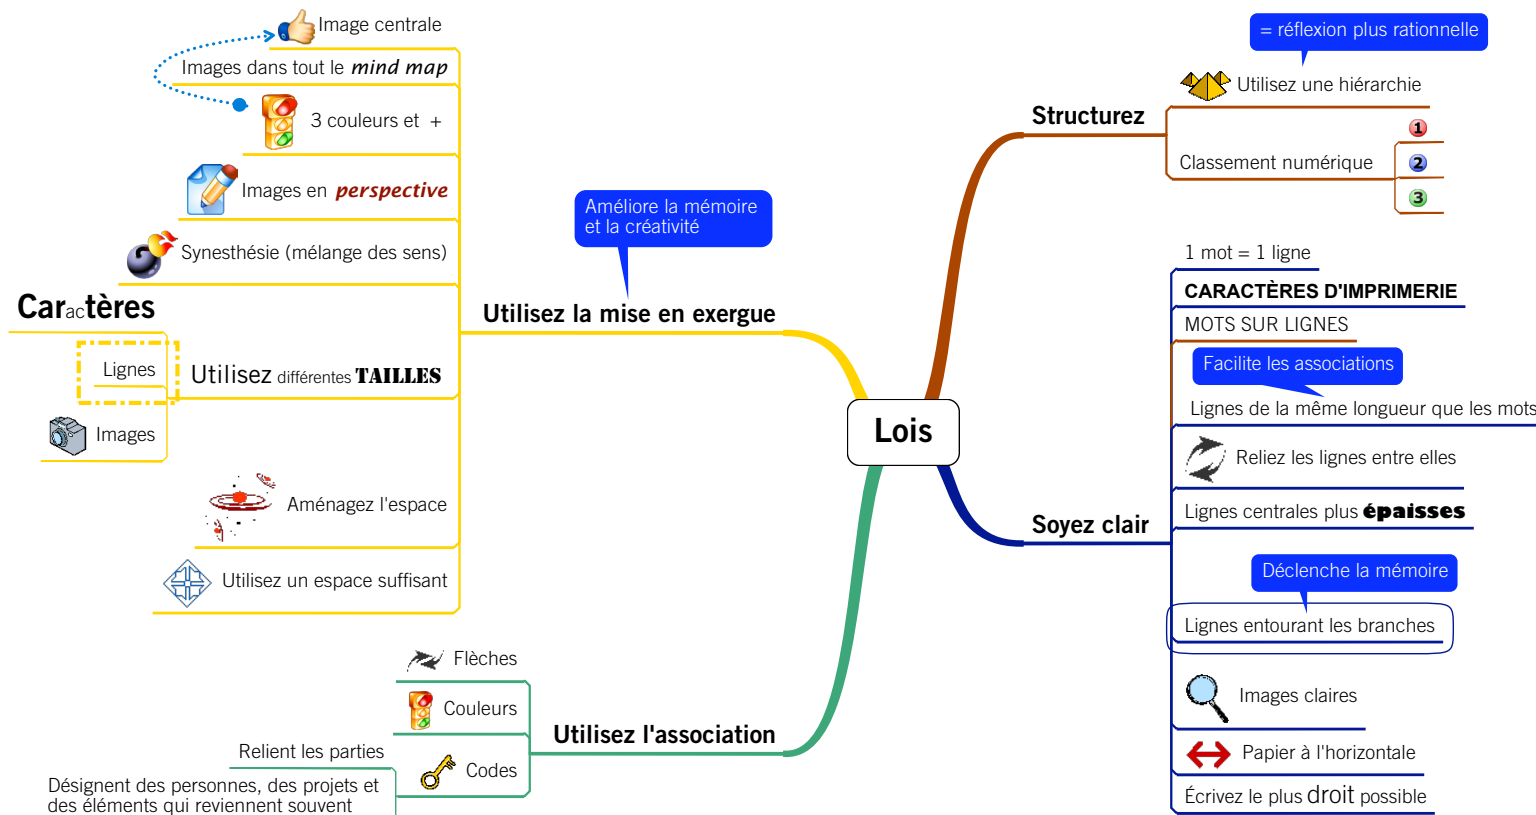 Lois
Structurez
= réflexion plus rationnelle
Utilisez une hiérarchie
Classement numérique
1
2
3
Soyez clair
1 mot = 1 ligne
CARACTÈRES D'IMPRIMERIE
MOTS SUR LIGNES
Facilite les associations
Lignes de la même longueur que les mots
Reliez les lignes entre elles
Lignes centrales plus épaisses
Déclenche la mémoire
Lignes entourant les branches
Images claires
Papier à l'horizontale
Écrivez le plus droit possible
Utilisez la mise en exergue
Améliore la mémoire
et la créativité
Image centrale
Images dans tout le mind map
3 couleurs et +
Images en perspective
Synesthésie (mélange des sens)
Utilisez différentes TAILLES
Caractères
Lignes
Images
Aménagez l'espace
Utilisez un espace suffisant
Utilisez l'association
Flèches
Couleurs
Codes
Relient les parties
Désignent des personnes, des projets et
des éléments qui reviennent souvent